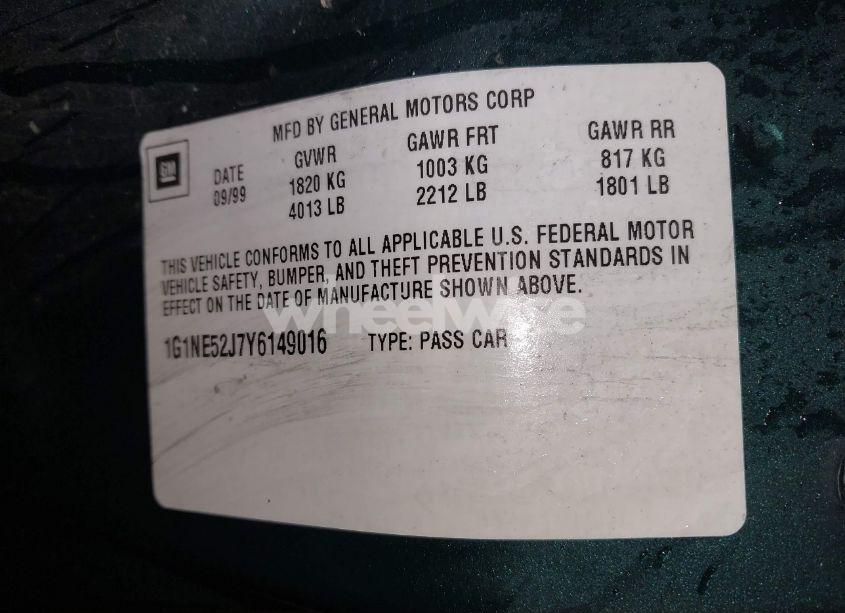 MFD BY GENERAL MOTORS CORP
GM
DATE GVWR GAWR FRT GAWR RR
09/99 1820 KG 1003 KG 817 KG
4013 LB 2212 LB 1801 LB
THIS VEHICLE CONFORMS TO ALL APPLICABLE U.S. FEDERAL MOTOR
VEHICLE SAFETY, BUMPER, AND THEFT PREVENTION STANDARDS IN
EFFECT ON THE DATE OF MANUFACTURE SHOWN ABOVE.
wheelwise
1G1NE52J7Y6149016 TYPE: PASS CAR